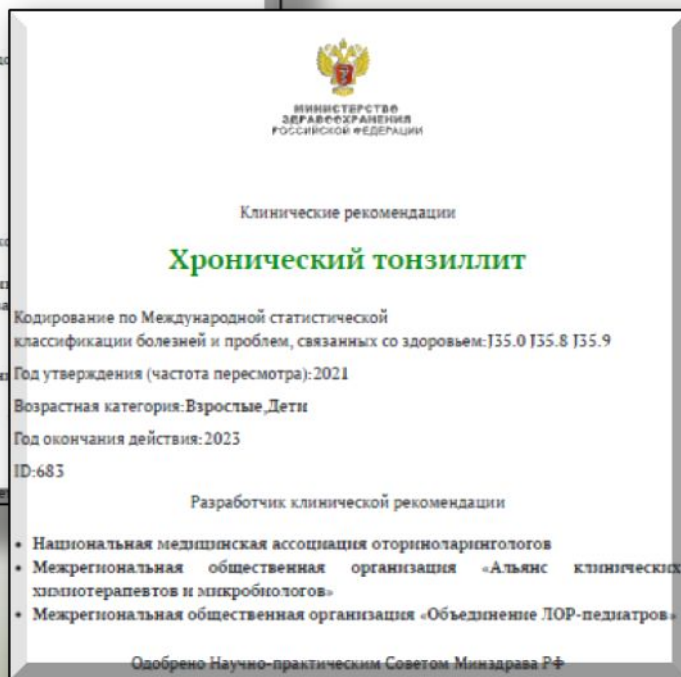 МИНИСТЕРСТВО
ЗДРАВООХРАНЕНИЯ
РОССИЙСКОЙ ФЕДЕРАЦИИ
Клинические рекомендации
Хронический тонзиллит
Кодирование по Международной статистической
классификации болезней и проблем, связанных со здоровьем:J35.0 J35.8 J35.9
Год утверждения (частота пересмотра):2021
Возрастная категория:Взрослые,Дети
Год окончания действия:2023
ID:683
Разработчик клинической рекомендации
• Национальная медицинская ассоциация оториноларингологов
• Межрегиональная общественная организация «Альянс клинических
химиотерапевтов и микробиологов»
• Межрегиональная общественная организация «Объединение ЛОР-педиатров»
Одобрено Научно-практическим Советом Минздрава РФ